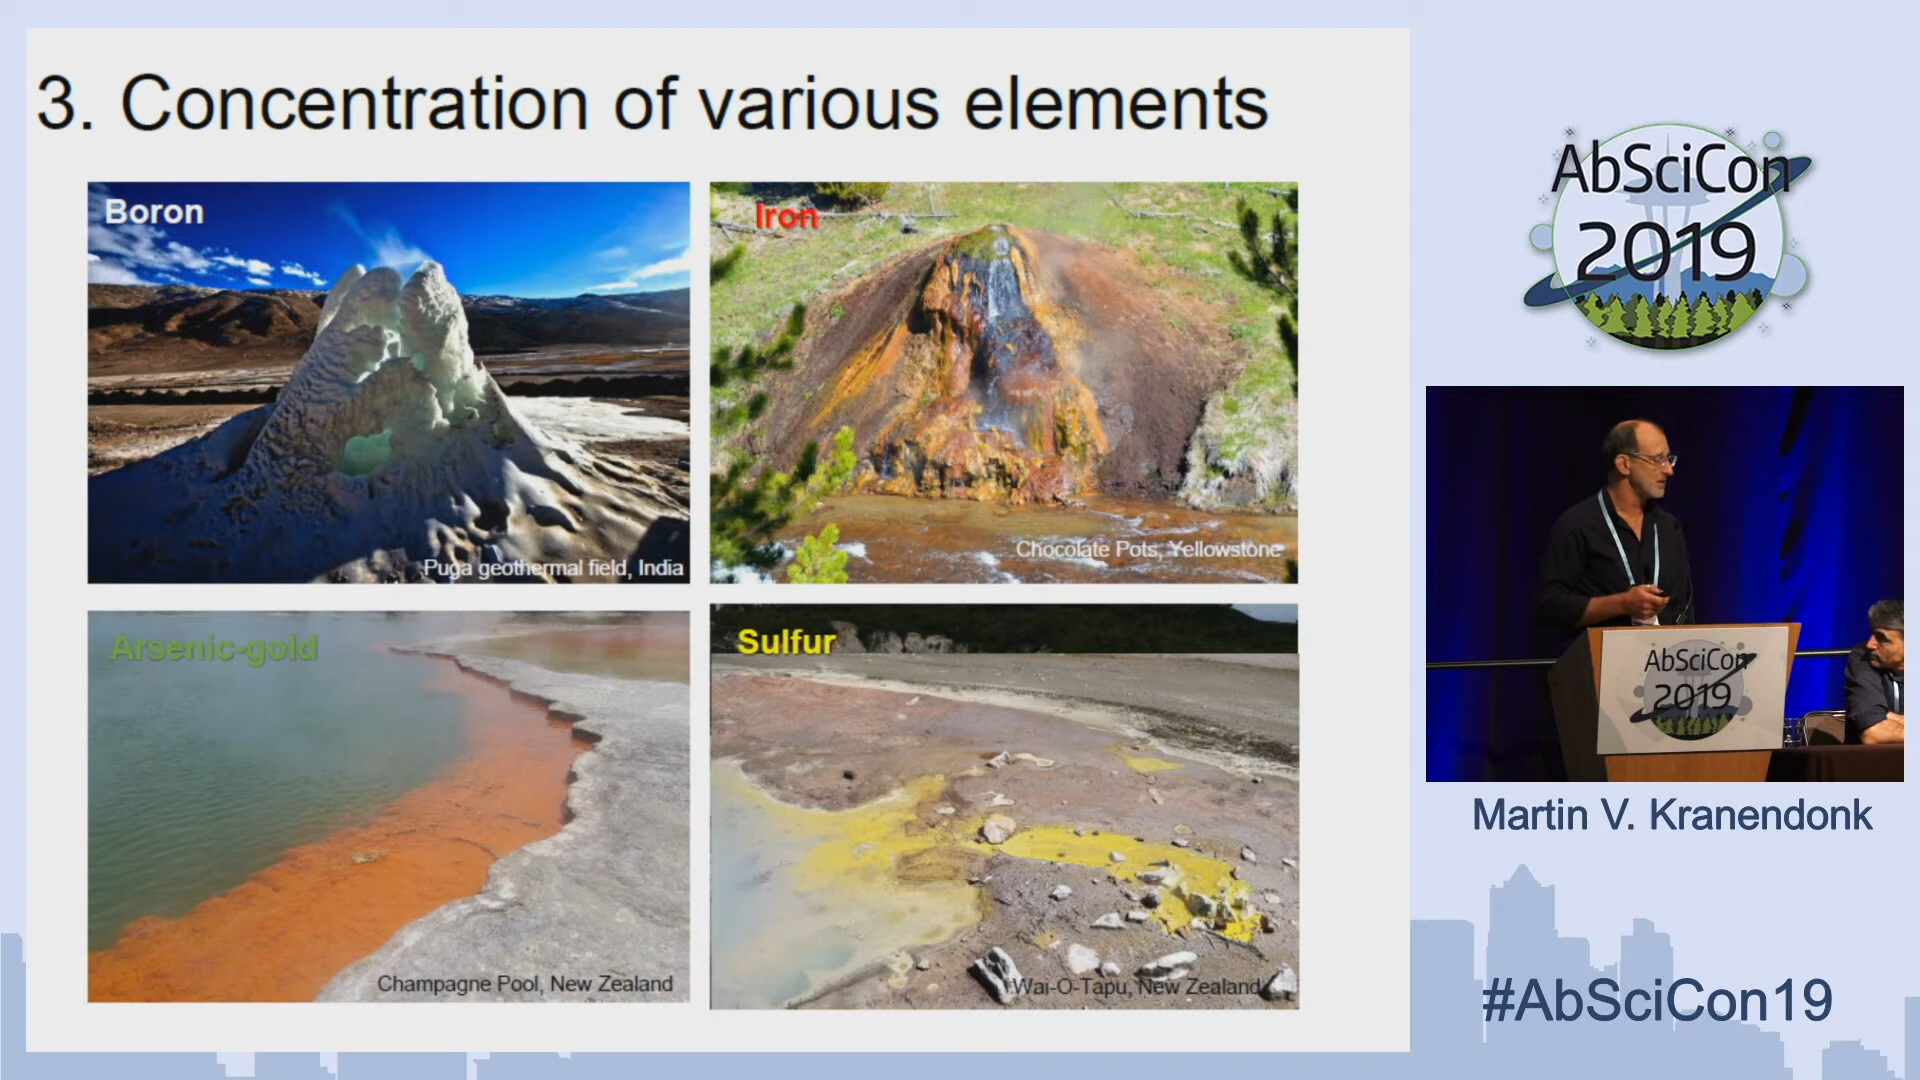 3. Concentration of various elements
Boron
Puga geothermal field, India
Iron
Chocolate Pots, Yellowstone
Arsenic-gold
Champagne Pool, New Zealand
Sulfur
Wai-O-Tapu, New Zealand
AbSciCon
2019
AbSciCon
2019
Martin V. Kranendonk
#AbSciCon19